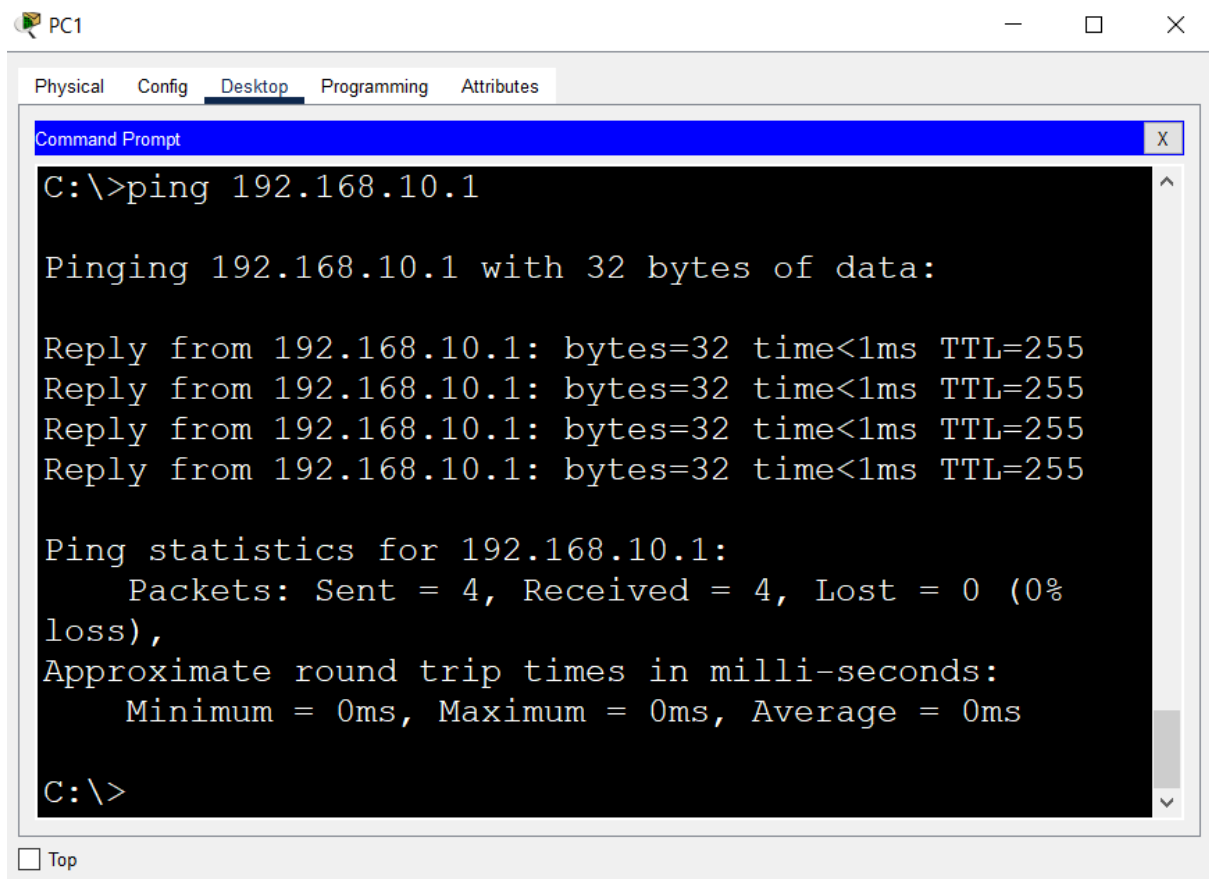 PC1
Physical Config Desktop Programming Attributes
Command Prompt
X
C:\>ping 192.168.10.1
Pinging 192.168.10.1 with 32 bytes of data:
Reply from 192.168.10.1: bytes=32 time<1ms TTL=255
Reply from 192.168.10.1: bytes=32 time<1ms TTL=255
Reply from 192.168.10.1: bytes=32 time<1ms TTL=255
Reply from 192.168.10.1: bytes=32 time<1ms TTL=255
Ping statistics for 192.168.10.1:
Packets: Sent = 4, Received = 4, Lost = 0 (0%
loss),
Approximate round trip times in milli-seconds:
Minimum = 0ms, Maximum = 0ms, Average = 0ms
C:\>
Top